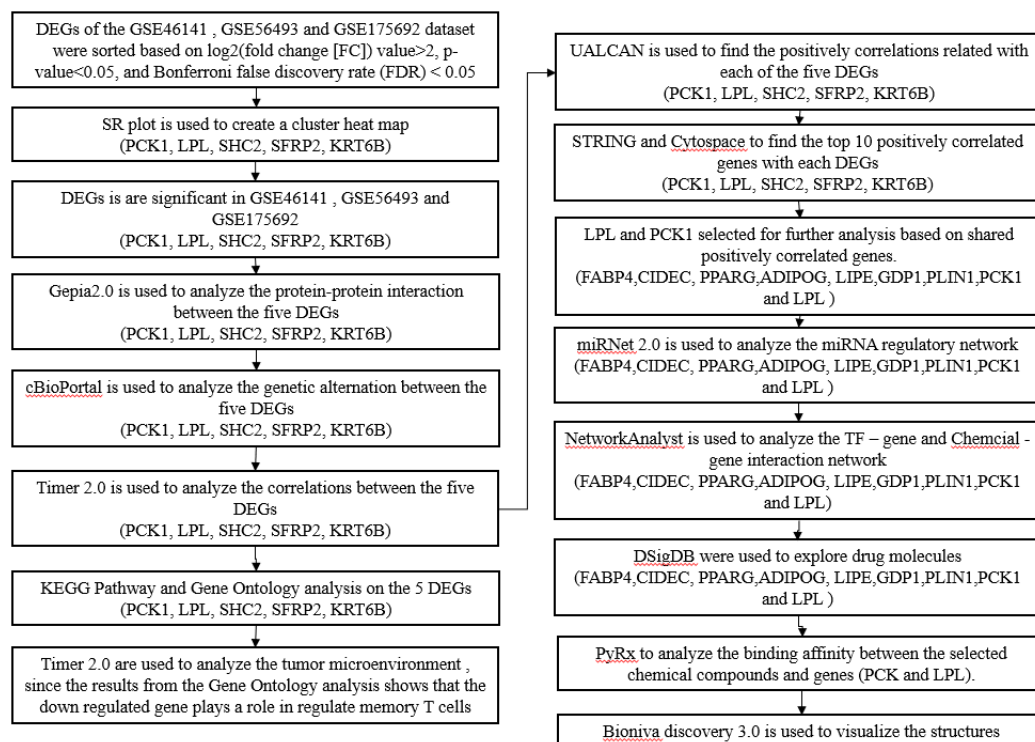 DEGs of the GSE46141 , GSE56493 and GSE175692 dataset
were sorted based on log2(fold change [FC]) value>2, p-
value<0.05, and Bonferroni false discovery rate (FDR) < 0.05
SR plot is used to create a cluster heat map
(PCK1, LPL, SHC2, SFRP2, KRT6B)
DEGs is are significant in GSE46141 , GSE56493 and
GSE175692
(PCK1, LPL, SHC2, SFRP2, KRT6B)
Gepia2.0 is used to analyze the protein-protein interaction
between the five DEGs
(PCK1, LPL, SHC2, SFRP2, KRT6B)
cBioPortal is used to analyze the genetic alternation between the
five DEGs
(PCK1, LPL, SHC2, SFRP2, KRT6B)
Timer 2.0 is used to analyze the correlations between the five
DEGs
(PCK1, LPL, SHC2, SFRP2, KRT6B)
KEGG Pathway and Gene Ontology analysis on the 5 DEGs
(PCK1, LPL, SHC2, SFRP2, KRT6B)
Timer 2.0 are used to analyze the tumor microenvironment ,
since the results from the Gene Ontology analysis shows that the
down regulated gene plays a role in regulate memory T cells
UALCAN is used to find the positively correlations related with
each of the five DEGs
(PCK1, LPL, SHC2, SFRP2, KRT6B)
STRING and Cytospace to find the top 10 positively correlated
genes with each DEGs
(PCK1, LPL, SHC2, SFRP2, KRT6B)
LPL and PCK1 selected for further analysis based on shared
positively correlated genes.
(FABP4,CIDEC, PPARG,ADIPOG, LIPE,GDP1,PLIN1,PCK1
and LPL )
miRNet 2.0 is used to analyze the miRNA regulatory network
(FABP4,CIDEC, PPARG,ADIPOG, LIPE,GDP1,PLIN1,PCK1
and LPL )
NetworkAnalyst is used to analyze the TF – gene and Chemcial -
gene interaction network
(FABP4,CIDEC, PPARG,ADIPOG, LIPE,GDP1,PLIN1,PCK1
and LPL)
DSigDB were used to explore drug molecules
(FABP4,CIDEC, PPARG,ADIPOG, LIPE,GDP1,PLIN1,PCK1
and LPL )
PyRx to analyze the binding affinity between the selected
chemical compounds and genes (PCK and LPL).
Bioniva discovery 3.0 is used to visualize the structures